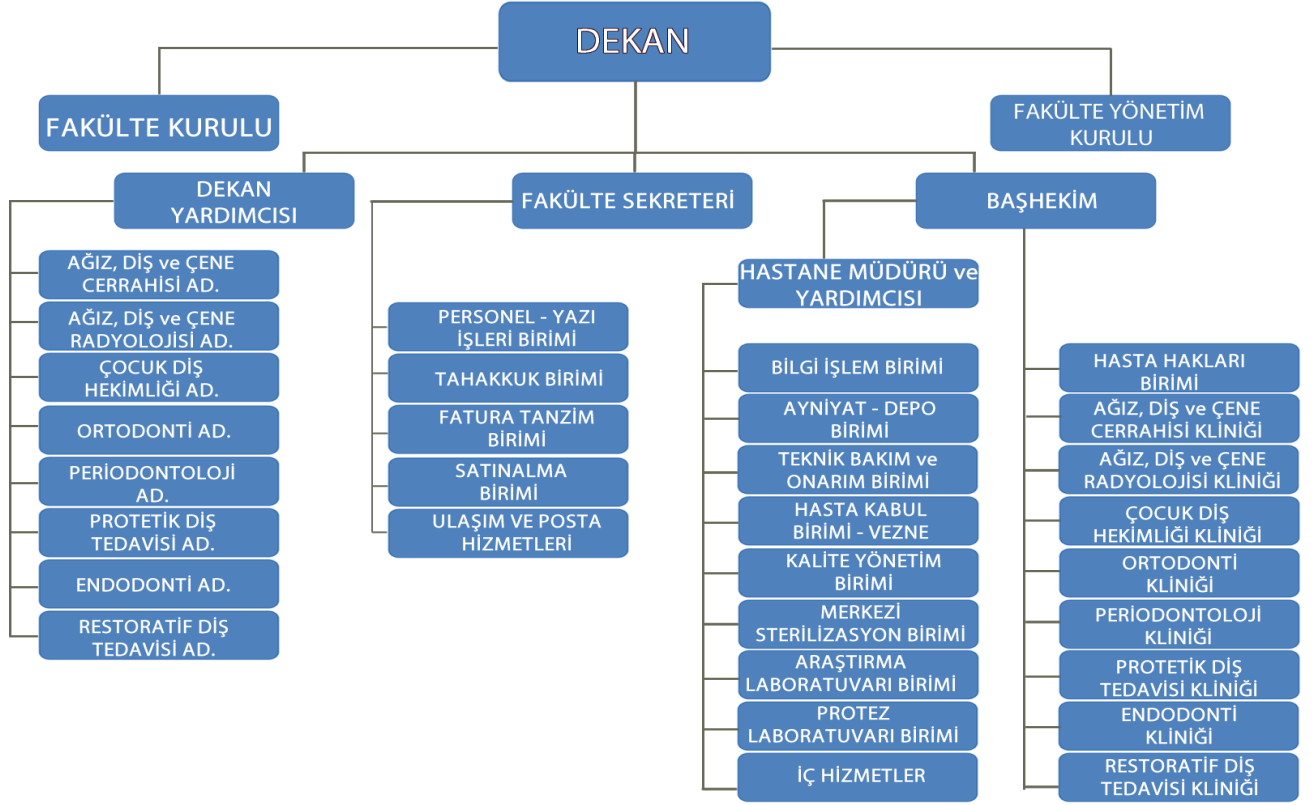 DEKAN
FAKÜLTE KURULU
FAKÜLTE YÖNETİM
KURULU
DEKAN
YARDIMCISI
FAKÜLTE SEKRETERİ
BAŞHEKİM
AĞIZ, DİŞ ve ÇENE
CERRAHİSİ AD.
AĞIZ, DİŞ ve ÇENE
RADYOLOJİSİ AD.
ÇOCUK DİŞ
HEKİMLİĞİ AD.
ORTODONTİ AD.
PERİODONTOLOJİ
AD.
PROTETİK DİŞ
TEDAVİSİ AD.
ENDODONTİ AD.
RESTORATİF DİŞ
TEDAVİSİ AD.
PERSONEL - YAZI
İŞLERİ BİRİMİ
TAHAKKUK BİRİMİ
FATURA TANZİM
BİRİMİ
SATINALMA
BİRİMİ
ULAŞIM VE POSTA
HİZMETLERİ
HASTANE MÜDÜRÜ ve
YARDIMCISI
BİLGİ İŞLEM BİRİMİ
AYNİYAT - DEPO
BİRİMİ
TEKNİK BAKIM ve
ONARIM BİRİMİ
HASTA KABUL
BİRİMİ - VEZNE
KALİTE YÖNETİM
BİRİMİ
MERKEZİ
STERİLİZASYON BİRİMİ
ARAŞTIRMA
LABORATUVARI BİRİMİ
PROTEZ
LABORATUVARI BİRİMİ
İÇ HİZMETLER
HASTA HAKLARI
BİRİMİ
AĞIZ, DİŞ ve ÇENE
CERRAHİSİ KLİNİĞİ
AĞIZ, DİŞ ve ÇENE
RADYOLOJİSİ KLİNİĞİ
ÇOCUK DİŞ
HEKİMLİĞİ KLİNİĞİ
ORTODONTİ
KLİNİĞİ
PERİODONTOLOJİ
KLİNİĞİ
PROTETİK DİŞ
TEDAVİSİ KLİNİĞİ
ENDODONTİ
KLİNİĞİ
RESTORATİF DİŞ
TEDAVİSİ KLİNİĞİ